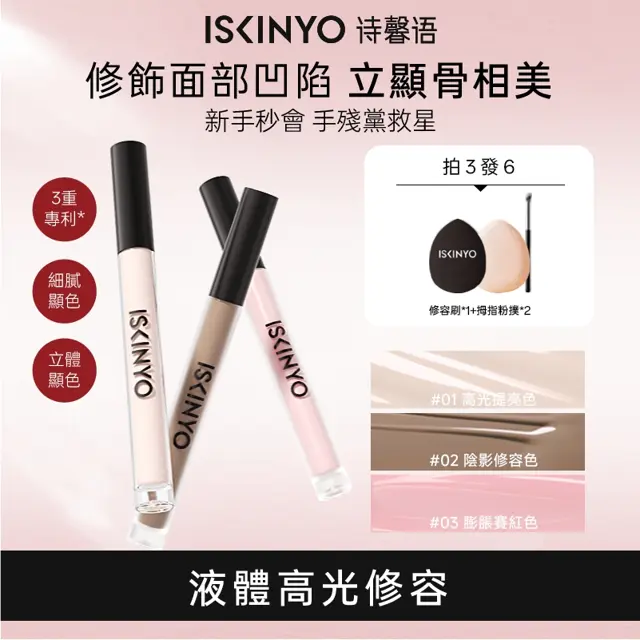 ISKINYO 诗馨语
修飾面部凹陷 立顯骨相美
新手秒會 手殘黨救星
3重
專利*
細膩
顯色
立體
顯色
ISKINYO
ISKINYO
ISKINYO
拍3發6
ISKINYO
修容刷*1+拇指粉撲*2
#01 高光提亮色
#02 陰影修容色
#03 膨脹賽紅色
液體高光修容